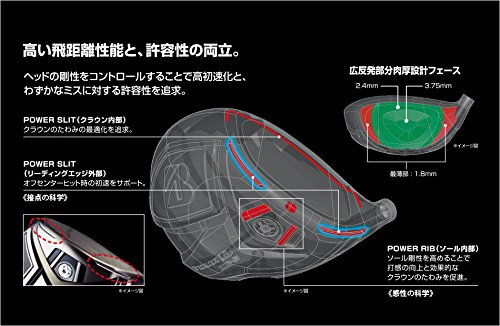 高い飛距離性能と、許容性の両立。
ヘッドの剛性をコントロールすることで高初速化と、
わずかなミスに対する許容性を追求。
POWER SLIT（クラウン内部）
クラウンのたわみの最適化を追求。
POWER SLIT
（リーディングエッジ外部）
オフセンターヒット時の初速をサポート。
《接点の科学》
※イメージ図
広反発部分肉厚設計フェース
2.4mm
3.75mm
※イメージ図
最薄部：1.8mm
POWER RIB（ソール内部）
ソール剛性を高めることで
打感の向上と効果的な
クラウンのたわみを促進。
《感性の科学》
※イメージ図